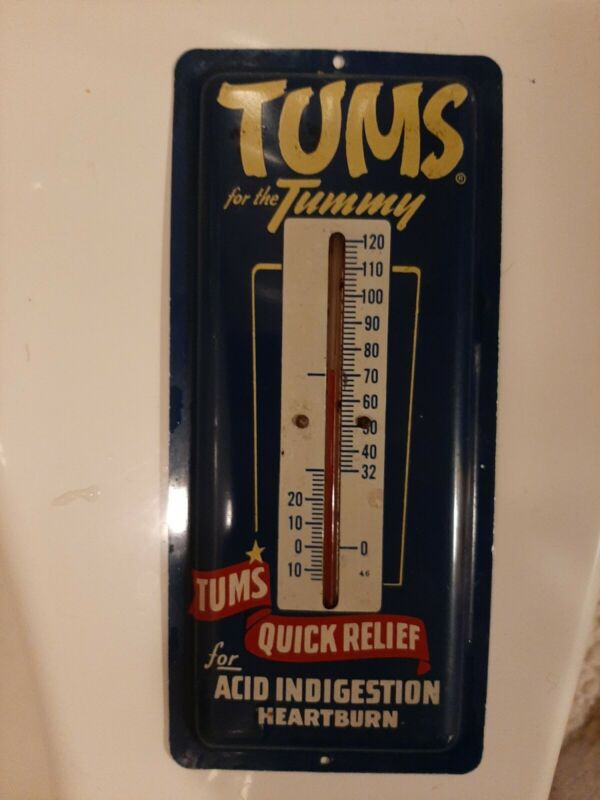 TUMS
®
for the Tummy
120
110
100
90
80
70
60
50
40
32
20
10
0 0
10 46
TUMS
QUICK RELIEF
for
ACID INDIGESTION
HEARTBURN